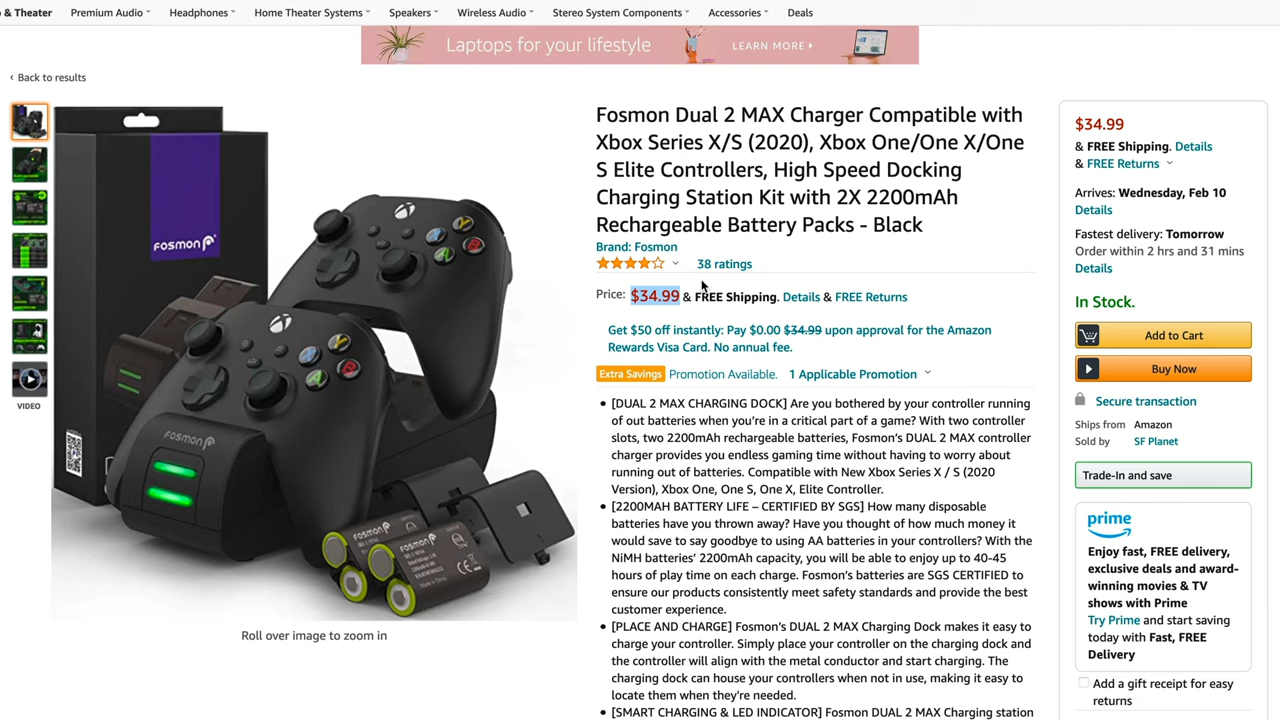 o & Theater Premium Audio Headphones Home Theater Systems Speakers Wireless Audio Stereo System Components Accessories Deals
Laptops for your lifestyle LEARN MORE
‹ Back to results
VIDEO
fosmon
fosmon
fosmon
fosmon
Roll over image to zoom in
Fosmon Dual 2 MAX Charger Compatible with
Xbox Series X/S (2020), Xbox One/One X/One
S Elite Controllers, High Speed Docking
Charging Station Kit with 2X 2200mAh
Rechargeable Battery Packs - Black
Brand: Fosmon
38 ratings
Price: $34.99 & FREE Shipping. Details & FREE Returns
Get $50 off instantly: Pay $0.00 $34.99 upon approval for the Amazon
Rewards Visa Card. No annual fee.
Extra Savings Promotion Available. 1 Applicable Promotion
• [DUAL 2 MAX CHARGING DOCK] Are you bothered by your controller running
of out batteries when you're in a critical part of a game? With two controller
slots, two 2200mAh rechargeable batteries, Fosmon's DUAL 2 MAX controller
charger provides you endless gaming time without having to worry about
running out of batteries. Compatible with New Xbox Series X / S (2020
Version), Xbox One, One S, One X, Elite Controller.
• [2200MAH BATTERY LIFE – CERTIFIED BY SGS] How many disposable
batteries have you thrown away? Have you thought of how much money it
would save to say goodbye to using AA batteries in your controllers? With the
NiMH batteries' 2200mAh capacity, you will be able to enjoy up to 40-45
hours of play time on each charge. Fosmon's batteries are SGS CERTIFIED to
ensure our products consistently meet safety standards and provide the best
customer experience.
• [PLACE AND CHARGE] Fosmon's DUAL 2 MAX Charging Dock makes it easy to
charge your controller. Simply place your controller on the charging dock and
the controller will align with the metal conductor and start charging. The
charging dock can house your controllers when not in use, making it easy to
locate them when they're needed.
• [SMART CHARGING & LED INDICATOR] Fosmon DUAL 2 MAX Charging station
$34.99
& FREE Shipping. Details
& FREE Returns
Arrives: Wednesday, Feb 10
Details
Fastest delivery: Tomorrow
Order within 2 hrs and 31 mins
Details
In Stock.
Add to Cart
Buy Now
Secure transaction
Ships from Amazon
Sold by SF Planet
Trade-In and save
prime
Enjoy fast, FREE delivery,
exclusive deals and award-
winning movies & TV
shows with Prime
Try Prime and start saving
today with Fast, FREE
Delivery
Add a gift receipt for easy
returns